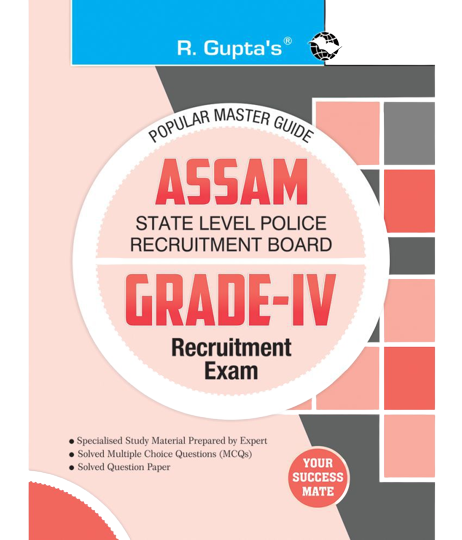 R. Gupta's®
POPULAR MASTER GUIDE
ASSAM
STATE LEVEL POLICE
RECRUITMENT BOARD
GRADE-IV
Recruitment
Exam
• Specialised Study Material Prepared by Expert
• Solved Multiple Choice Questions (MCQs)
• Solved Question Paper
YOUR
SUCCESS
MATE